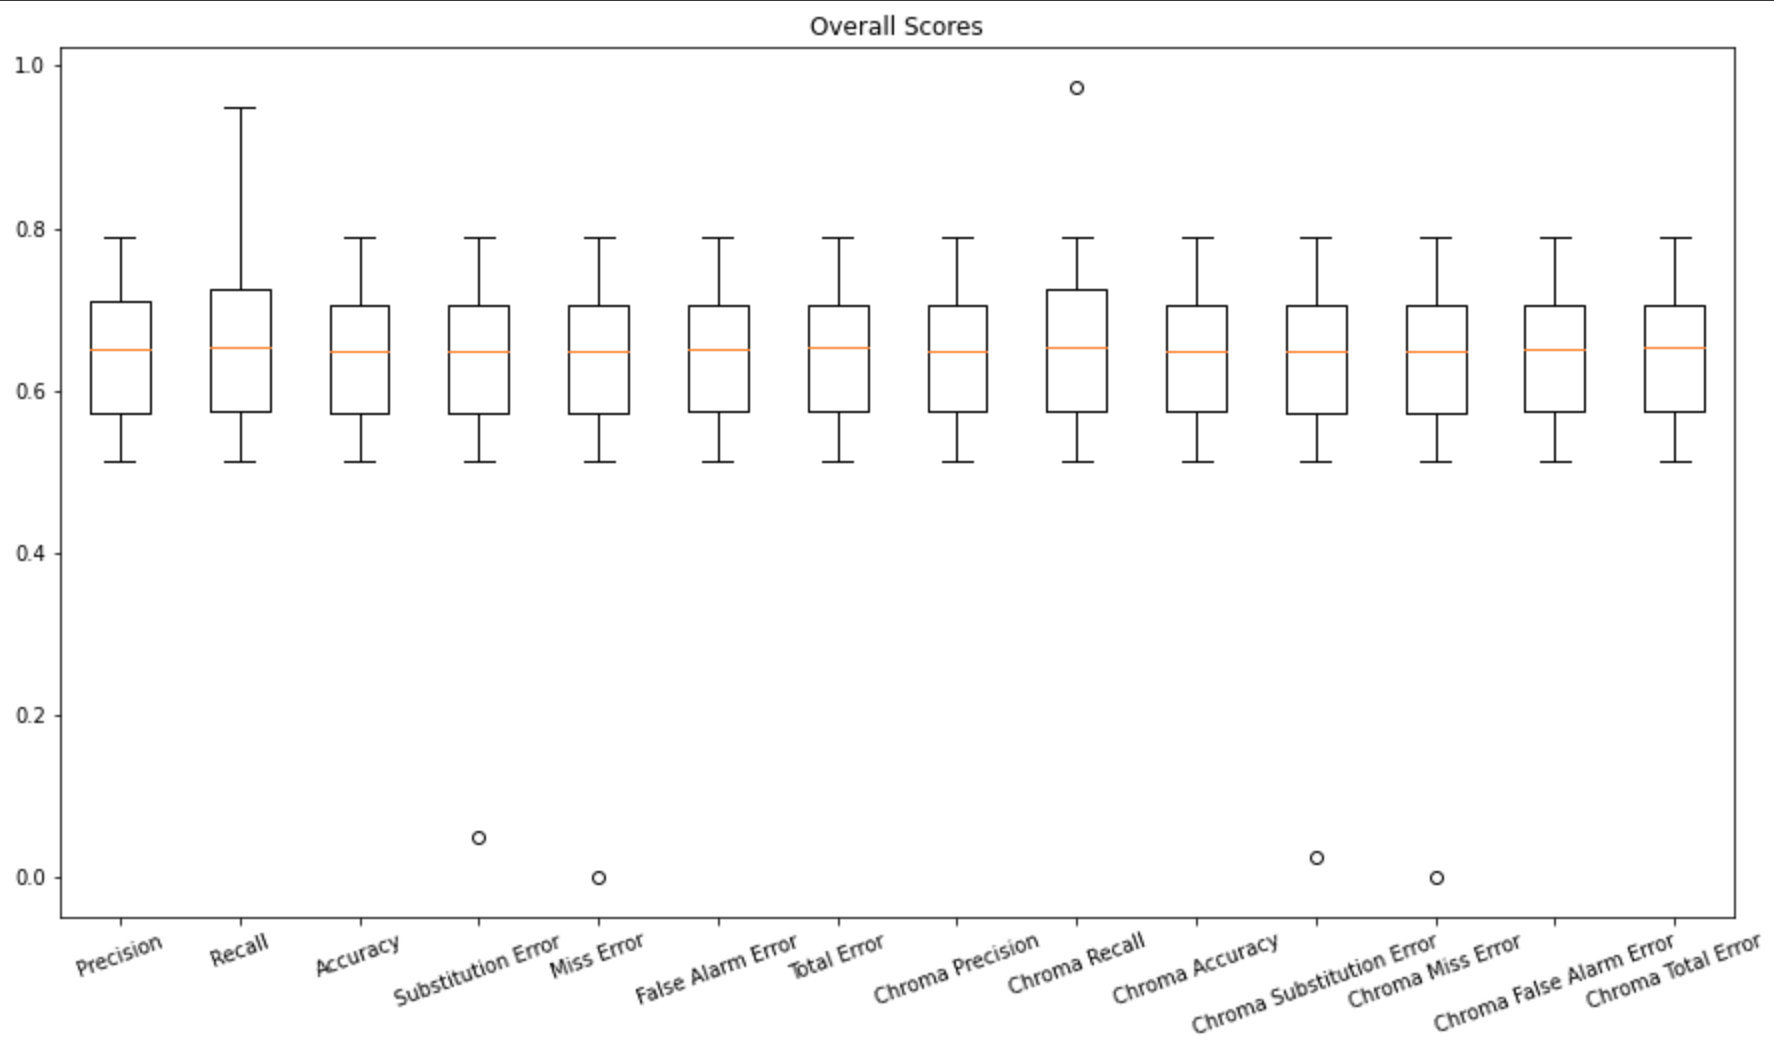 Overall Scores
1.0
0.8
0.6
0.4
0.2
0.0
Precision
Recall
Accuracy
Substitution Error
Miss Error
False Alarm Error
Total Error
Chroma Precision
Chroma Recall
Chroma Accuracy
Chroma Substitution Error
Chroma Miss Error
Chroma False Alarm Error
Chroma Total Error